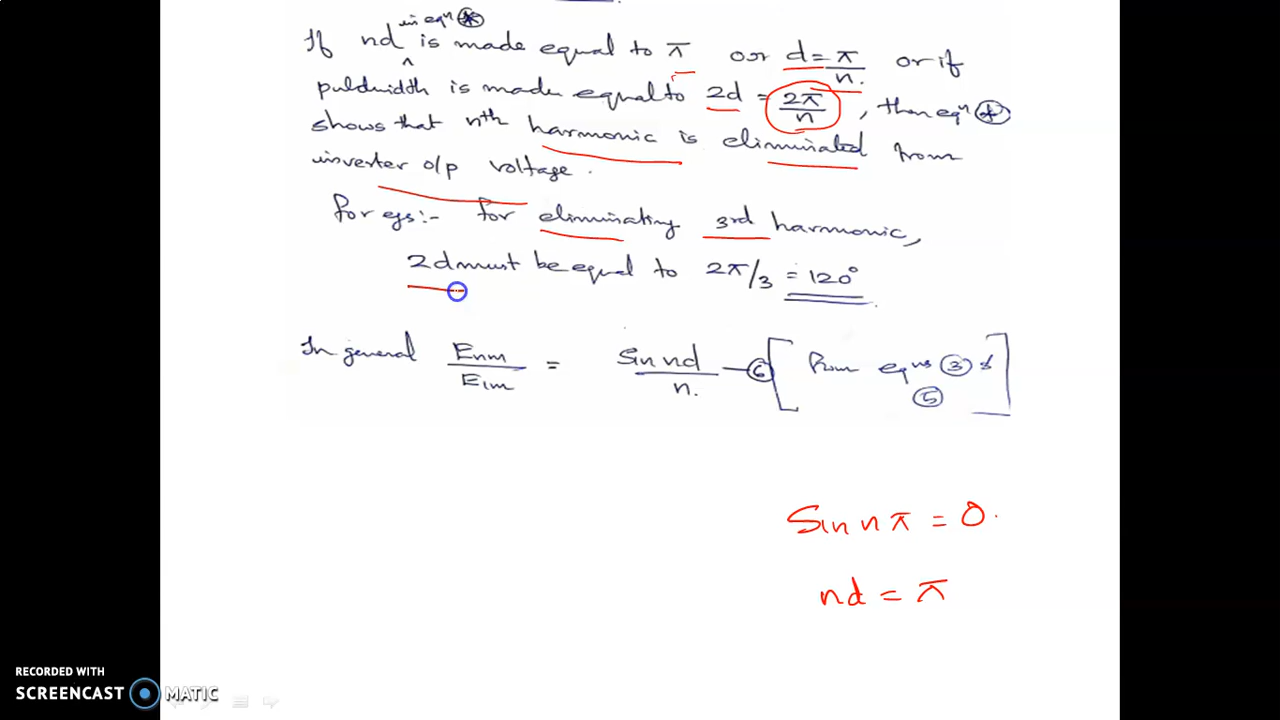 in eqⁿ (*)
If nd ^ is made equal to π or d = π/n. or if
puldwidth is made equal to 2d = 2π/n , then eqⁿ (*)
shows that nth harmonic is eliminated from
inverter o/p voltage.
for egs:- for eliminating 3rd harmonic,
2d must be equal to 2π/3 = 120°
In general Enm/E1m = Sin nd/n. — (6) [From eqns (3) & (5)]
Sin n π = 0.
nd = π
RECORDED WITH
SCREENCAST MATIC